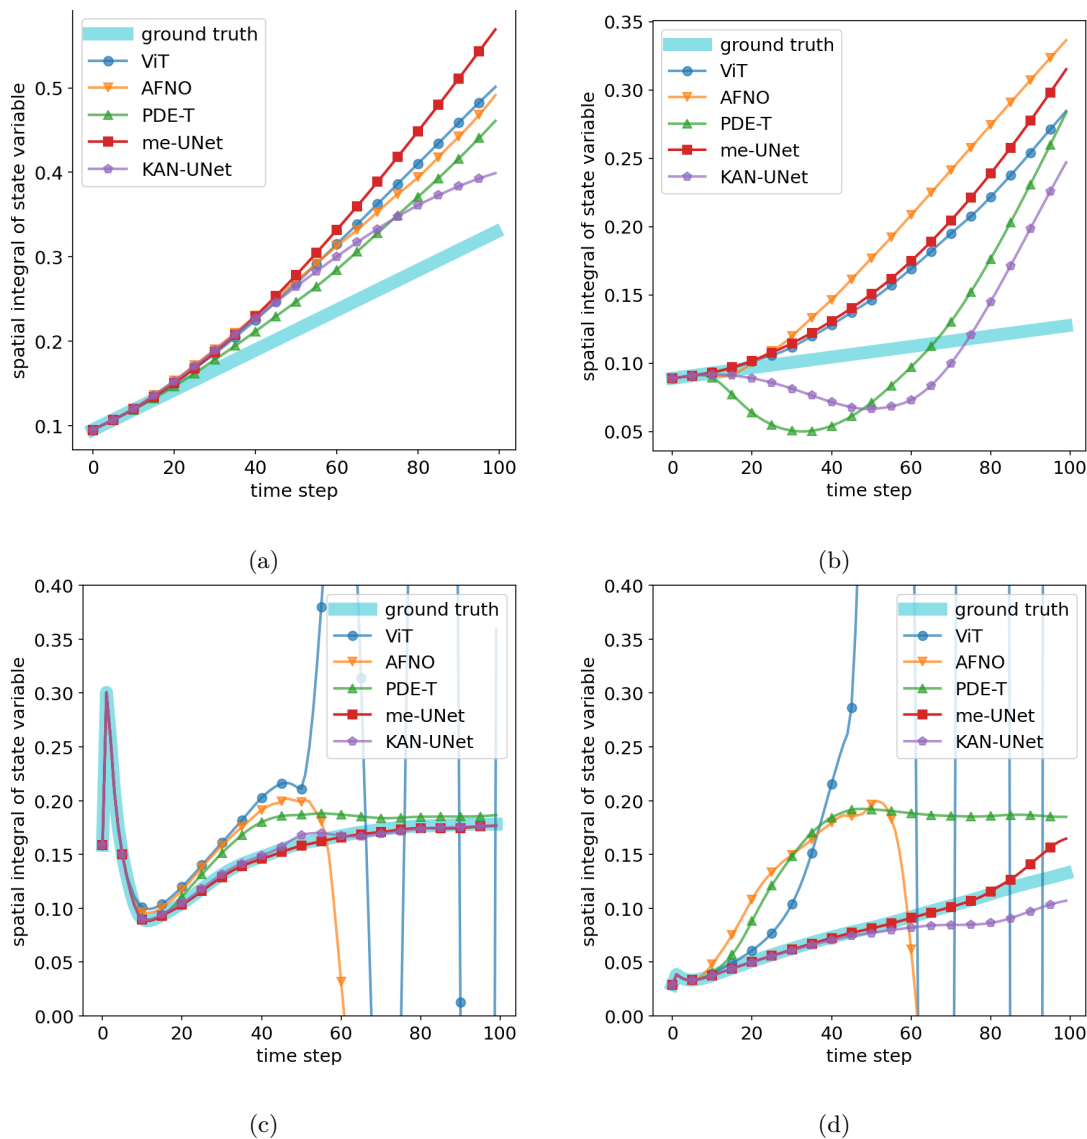 ground truth
ViT
AFNO
PDE-T
me-UNet
KAN-UNet
spatial integral of state variable
0.5
0.4
0.3
0.2
0.1
0 20 40 60 80 100
time step
(a)
ground truth
ViT
AFNO
PDE-T
me-UNet
KAN-UNet
spatial integral of state variable
0.35
0.30
0.25
0.20
0.15
0.10
0.05
0 20 40 60 80 100
time step
(b)
ground truth
ViT
AFNO
PDE-T
me-UNet
KAN-UNet
spatial integral of state variable
0.40
0.35
0.30
0.25
0.20
0.15
0.10
0.05
0.00
0 20 40 60 80 100
time step
(c)
ground truth
ViT
AFNO
PDE-T
me-UNet
KAN-UNet
spatial integral of state variable
0.40
0.35
0.30
0.25
0.20
0.15
0.10
0.05
0.00
0 20 40 60 80 100
time step
(d)